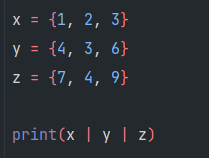 x = {1, 2, 3}
y = {4, 3, 6}
z = {7, 4, 9}
print(x | y | z)